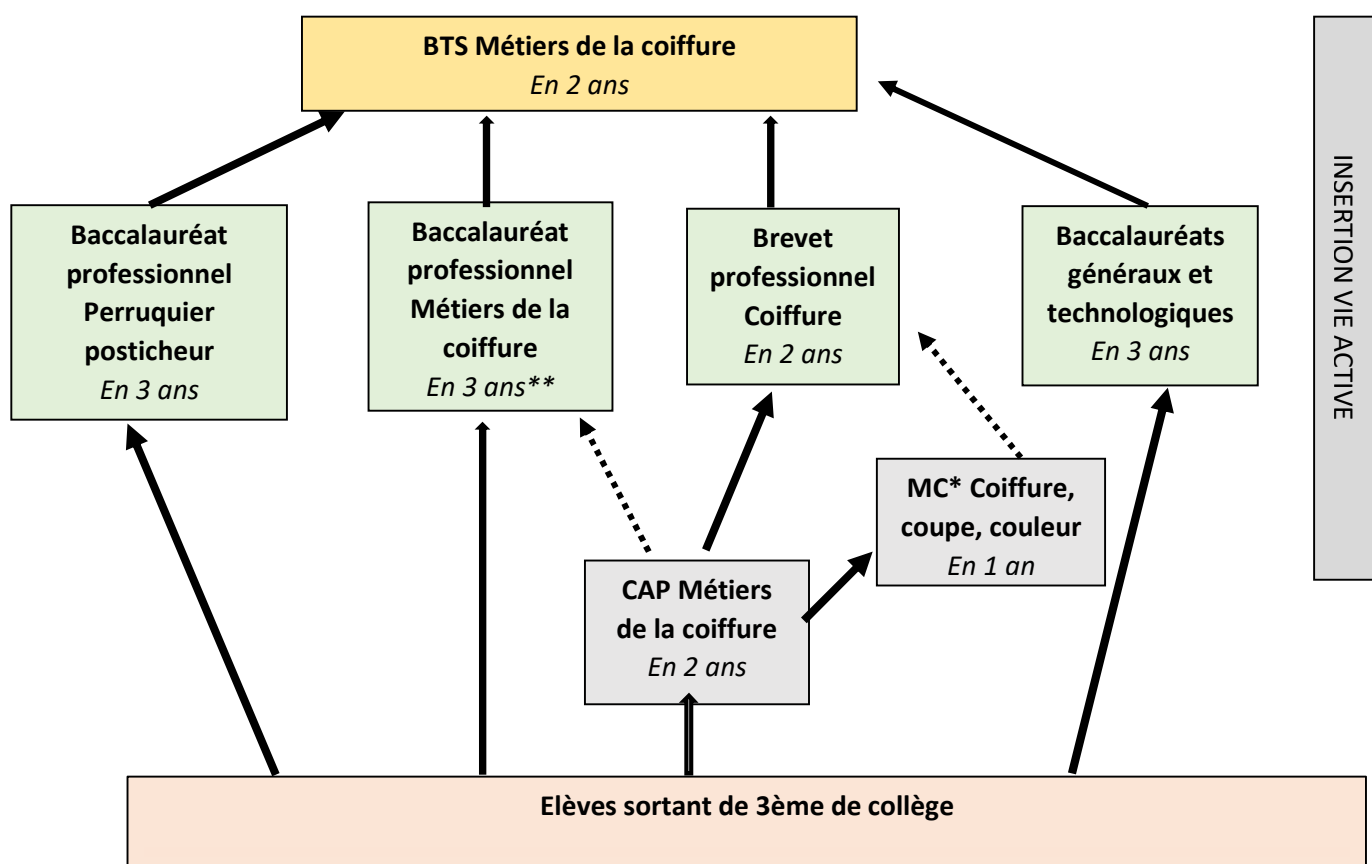 BTS Métiers de la coiffure
En 2 ans
INSERTION VIE ACTIVE
Baccalauréat
professionnel
Perruquier
posticheur
En 3 ans
Baccalauréat
professionnel
Métiers de la
coiffure
En 3 ans**
Brevet
professionnel
Coiffure
En 2 ans
Baccalauréats
généraux et
technologiques
En 3 ans
MC* Coiffure,
coupe, couleur
En 1 an
CAP Métiers
de la coiffure
En 2 ans
Elèves sortant de 3ème de collège